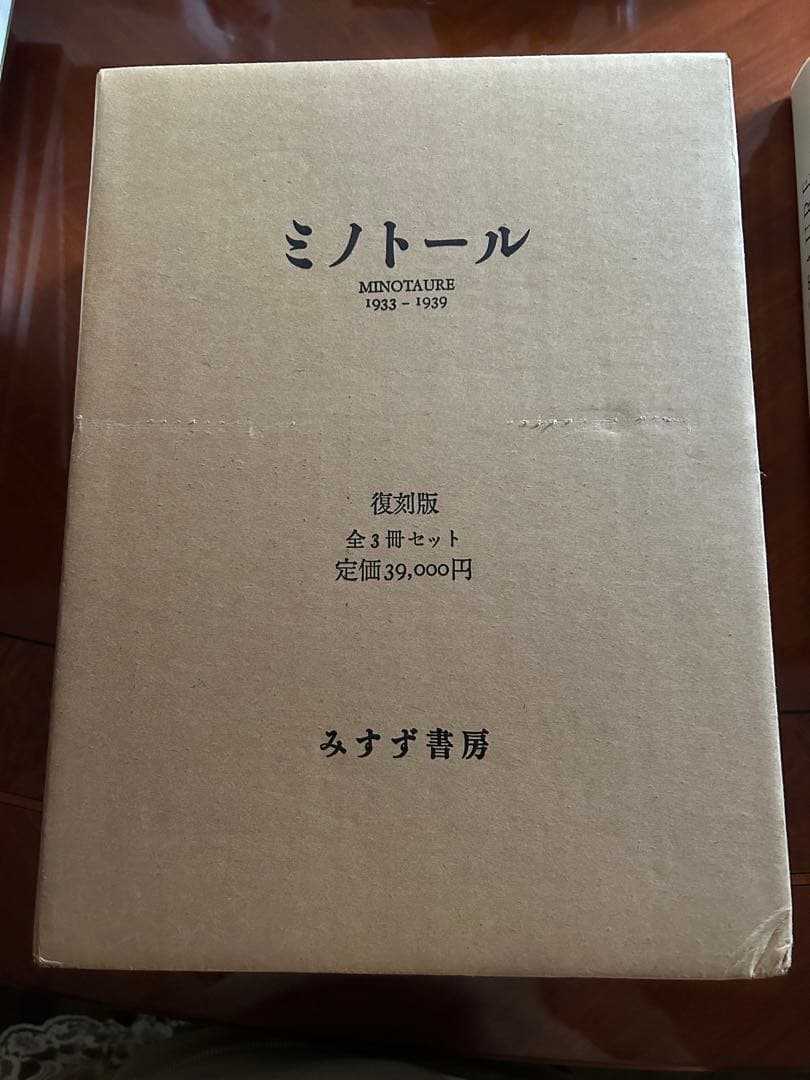 ミノトール
MINOTAURE
1933 – 1939
復刻版
全3冊セット
定価39,000円
みすず書房